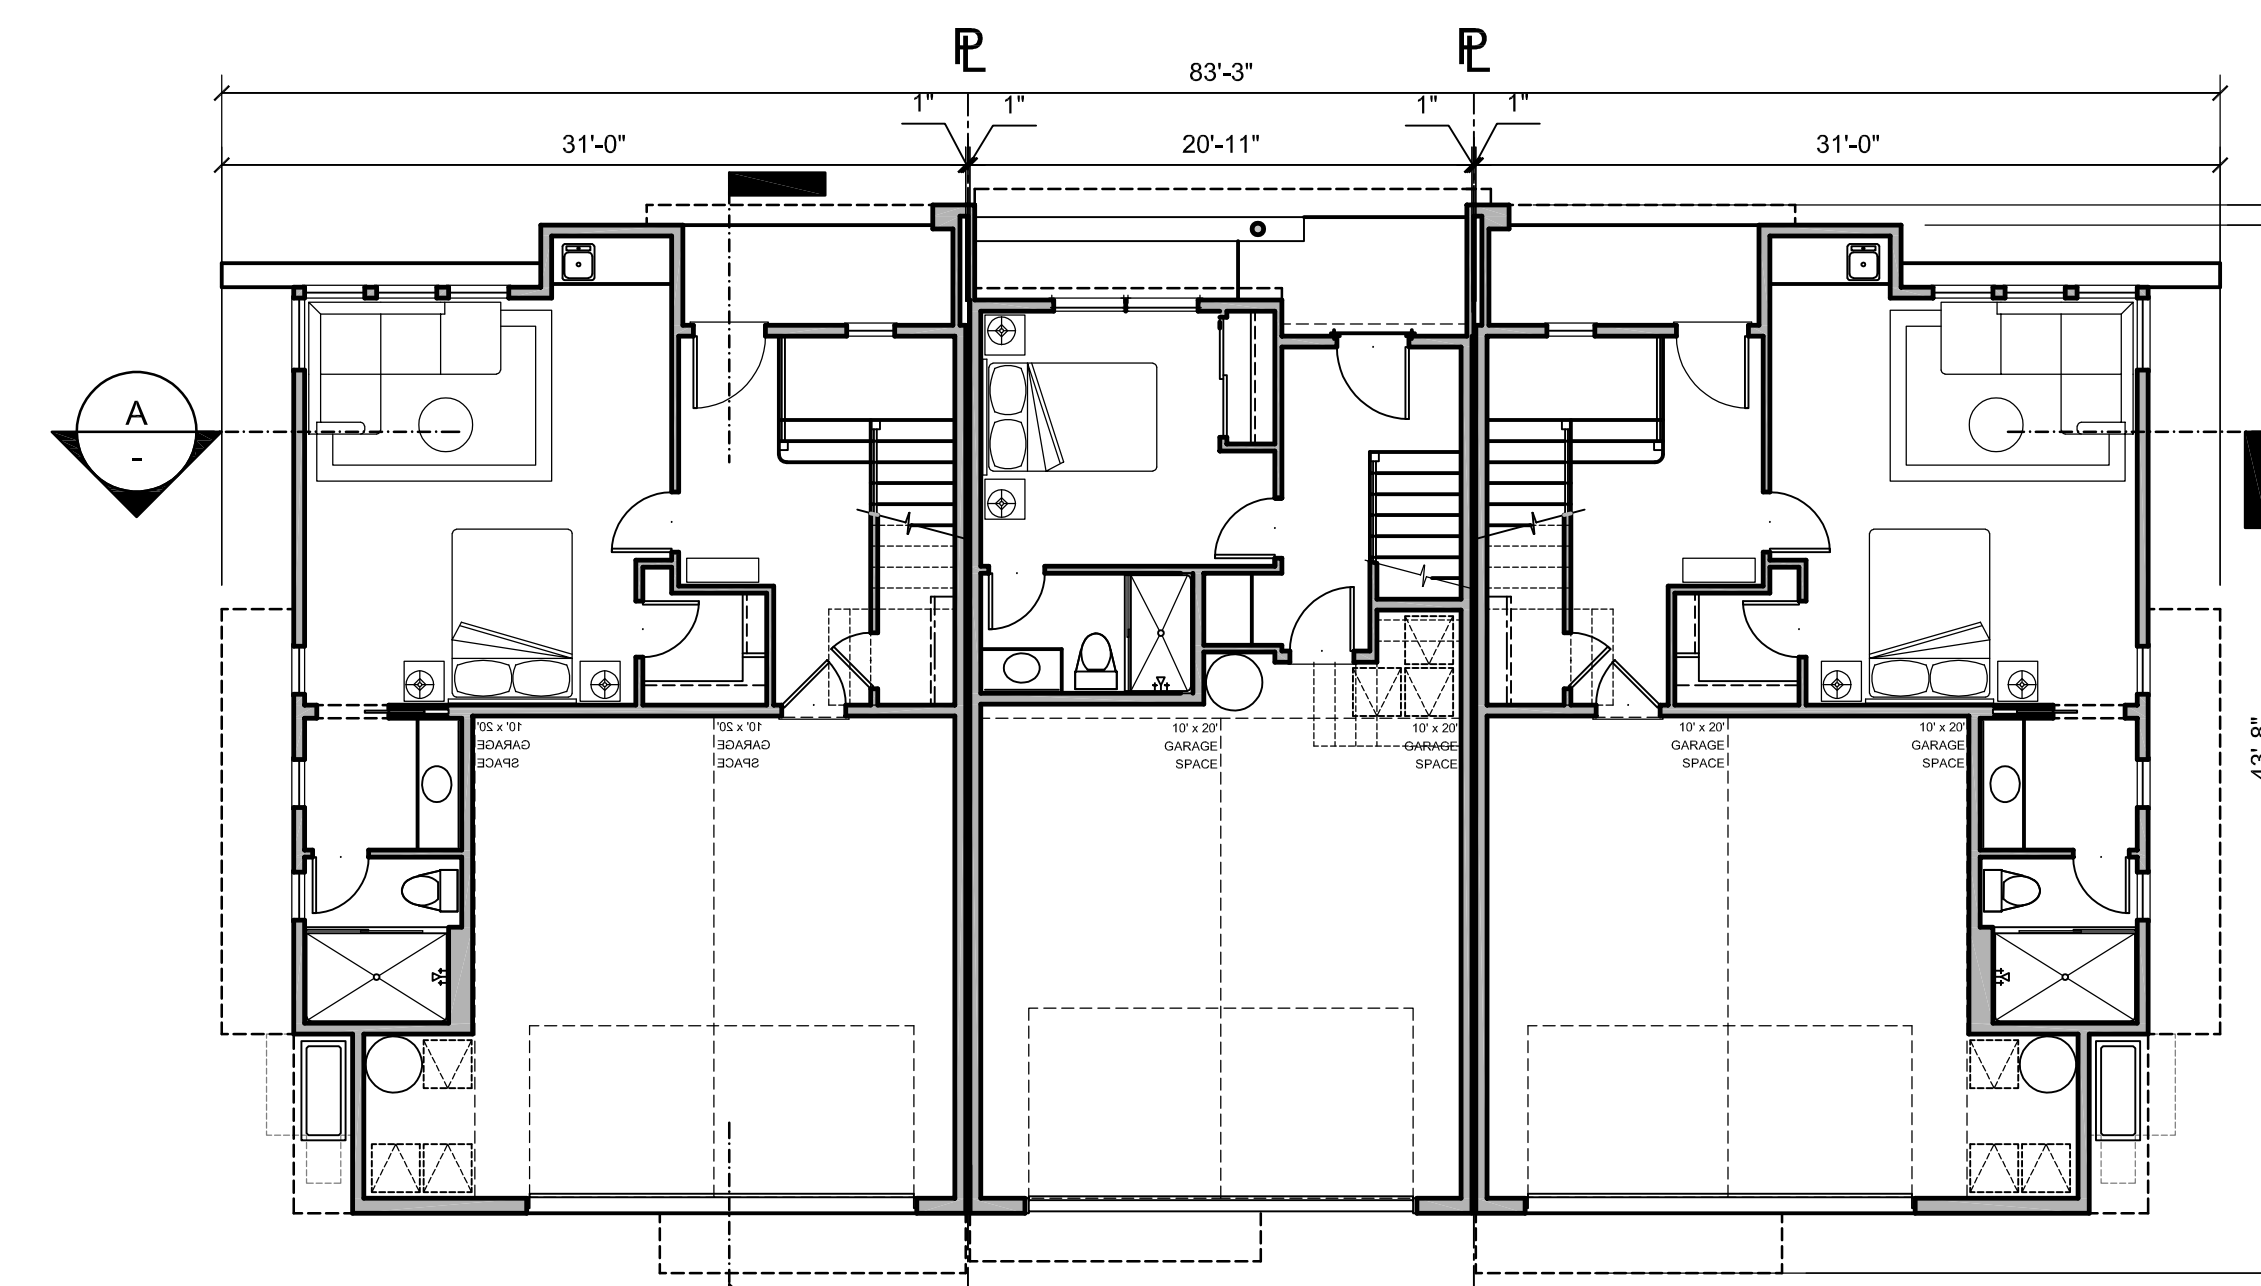 PL PL
83'-3"
1" 1" 1" 1"
31'-0" 20'-11" 31'-0"
A
-
10' x 20'
GARAGE
SPACE
10' x 20'
GARAGE
SPACE
10' x 20'
GARAGE
SPACE
10' x 20'
GARAGE
SPACE
10' x 20'
GARAGE
SPACE
10' x 20'
GARAGE
SPACE
43'-8"